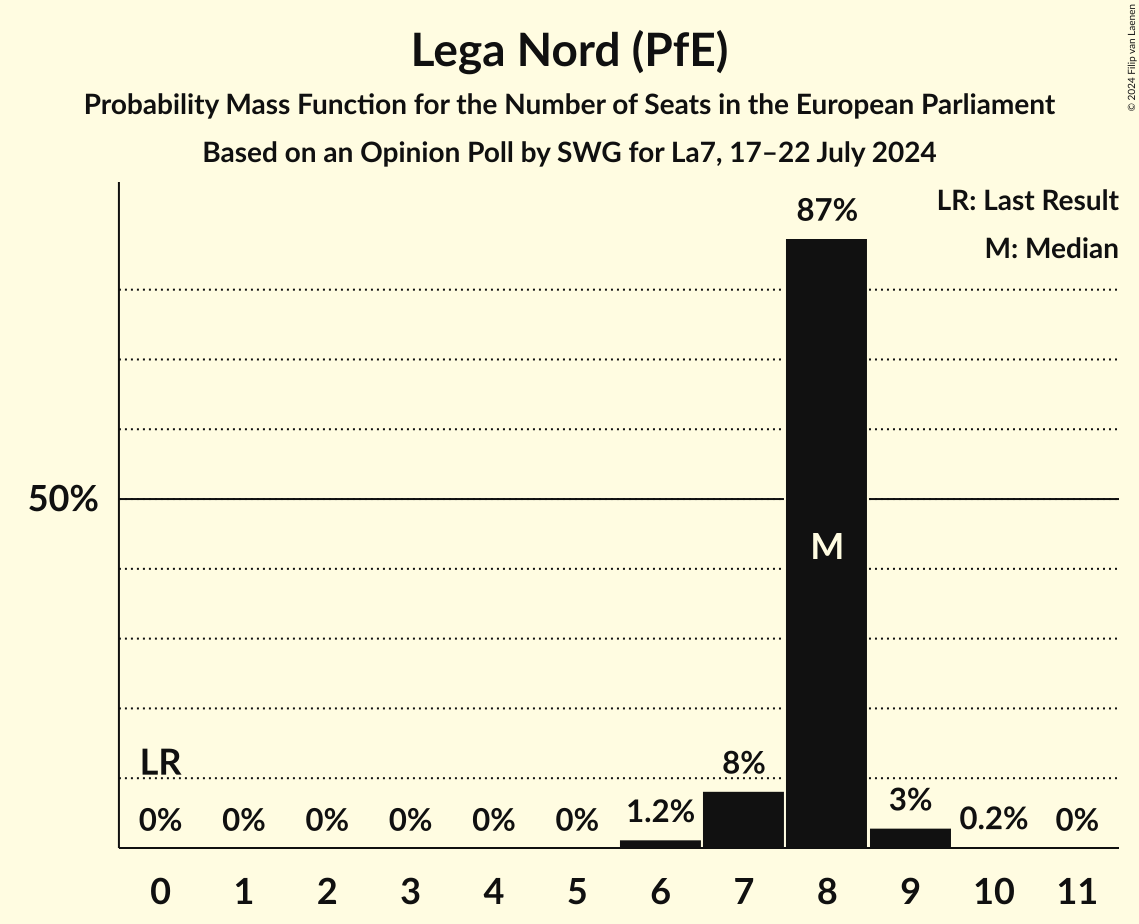 Lega Nord (PfE)
Probability Mass Function for the Number of Seats in the European Parliament
Based on an Opinion Poll by SWG for La7, 17–22 July 2024
© 2024 Filip van Laenen
LR: Last Result
M: Median
87%
50%
M
LR
0% 0% 0% 0% 0% 0% 1.2% 8% 3% 0.2% 0%
0 1 2 3 4 5 6 7 8 9 10 11